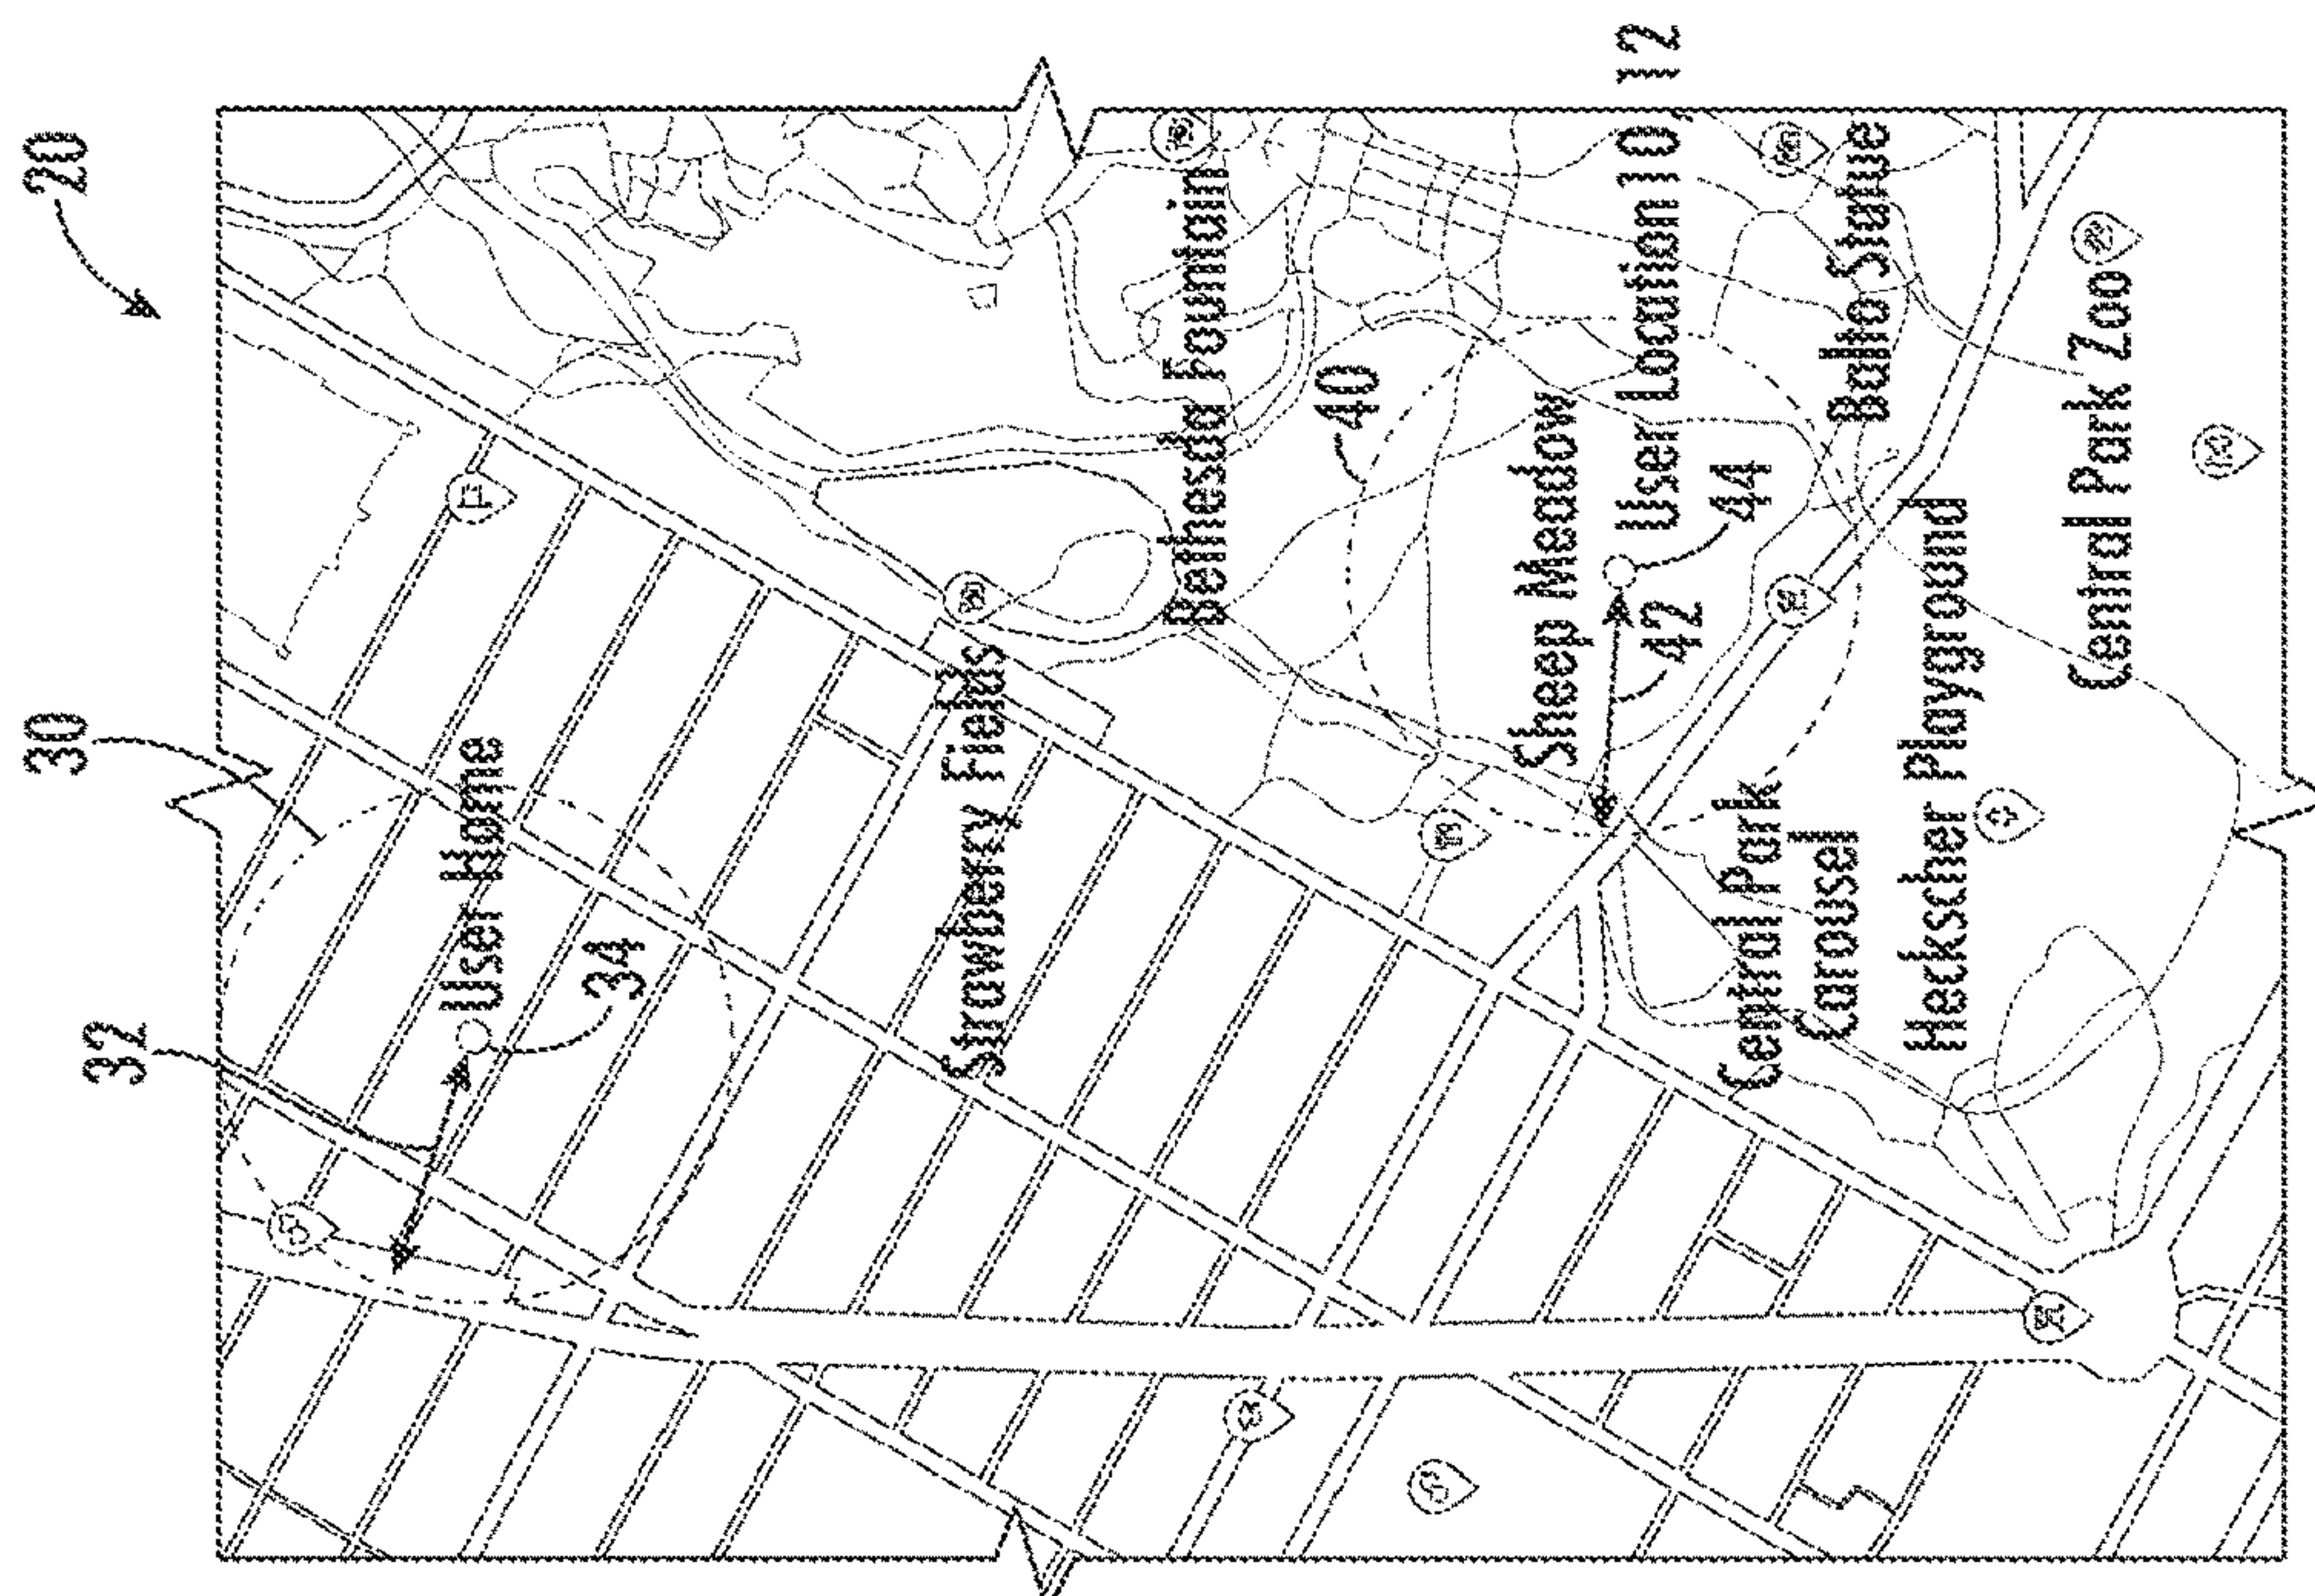 20
30
32
User Home
34
Strawberry Fields
Bethesda Fountain
40
Sheep Meadow
User Location 10, 12
42
44
Central Park
Carousel
Balto Statue
Heckscher Playground
Central Park Zoo